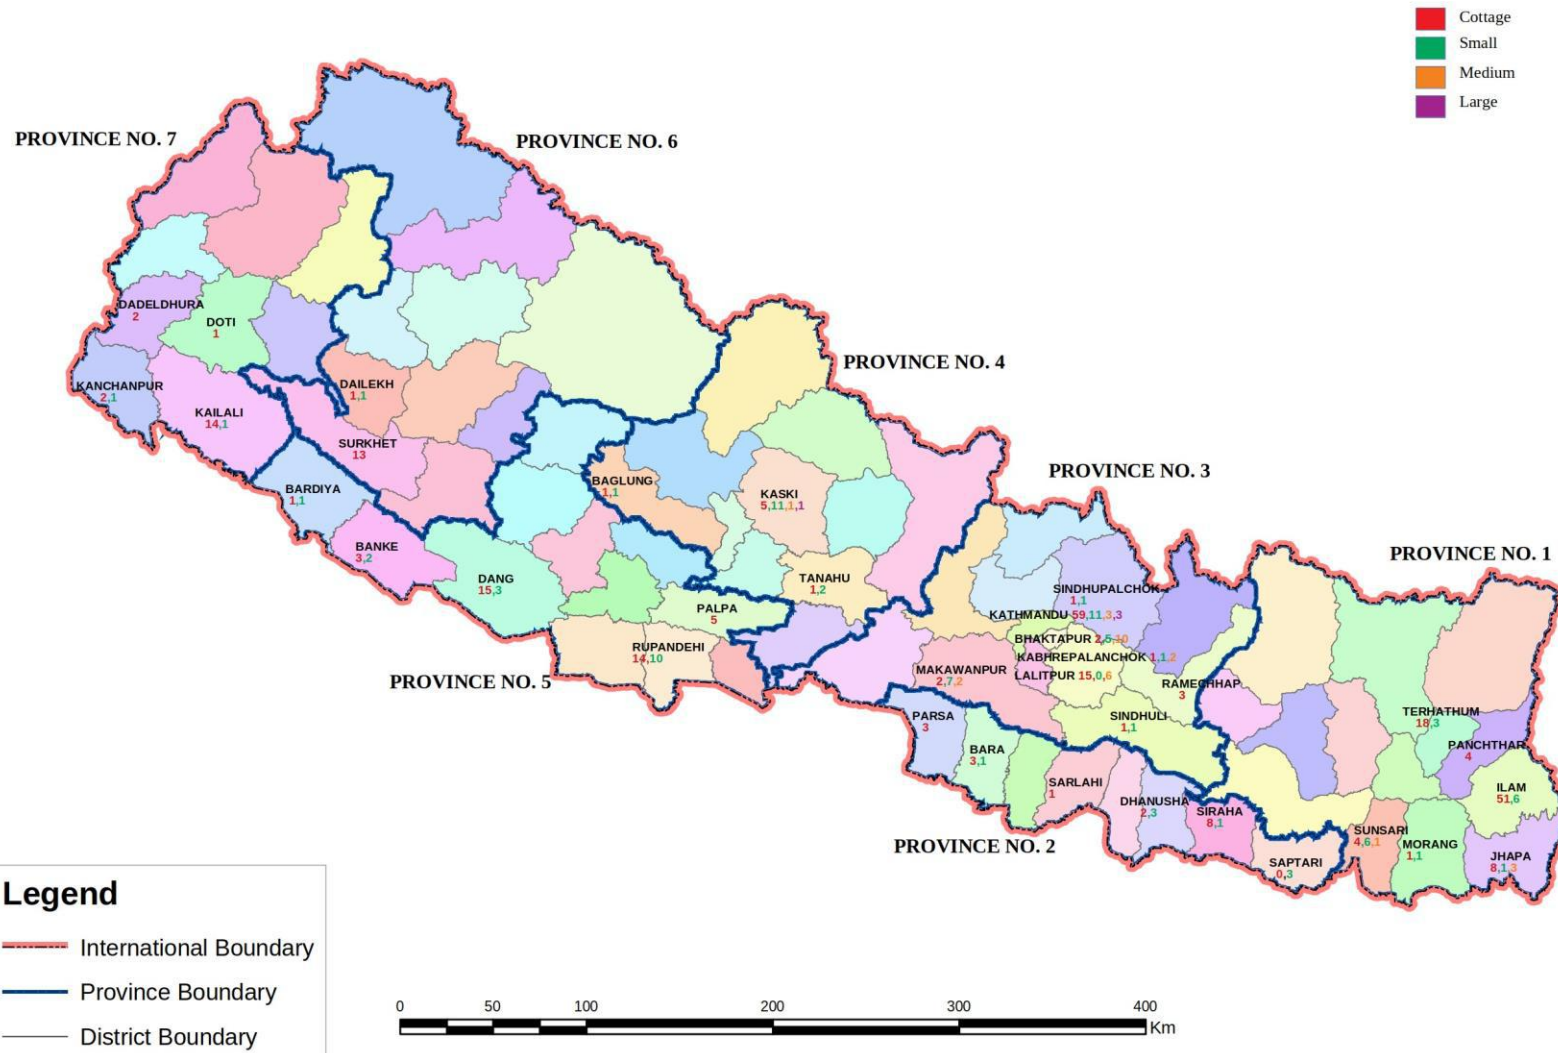 Cottage
Small
Medium
Large
PROVINCE NO. 7
PROVINCE NO. 6
DADELDHURA
2
DOTI
1
KANCHANPUR
2,1
KAILALI
14,1
DAILEKH
1,1
SURKHET
13
PROVINCE NO. 4
BARDIYA
1,1
BANKE
3,2
DANG
15,3
BAGLUNG
1,1
KASKI
5,11,1,1
TANAHU
1,2
PALPA
5
RUPANDEHI
14,10
PROVINCE NO. 5
PROVINCE NO. 3
SINDHUPALCHOK
1,1
KATHMANDU 59,11,3,3
BHAKTAPUR 2,5,10
KABHREPALANCHOK 1,1,2
LALITPUR 15,0,6
MAKAWANPUR
2,7,2
RAMECHHAP
3
SINDHULI
1,1
PROVINCE NO. 1
TERHATHUM
18,3
PANCHTHAR
4
ILAM
51,6
JHAPA
8,1,3
MORANG
1,1
SUNSARI
4,6,1
PARSA
3
BARA
3,1
SARLAHI
1
DHANUSHA
2,3
SIRAHA
8,1
SAPTARI
0,3
PROVINCE NO. 2
Legend
International Boundary
Province Boundary
District Boundary
0 50 100 200 300 400
Km